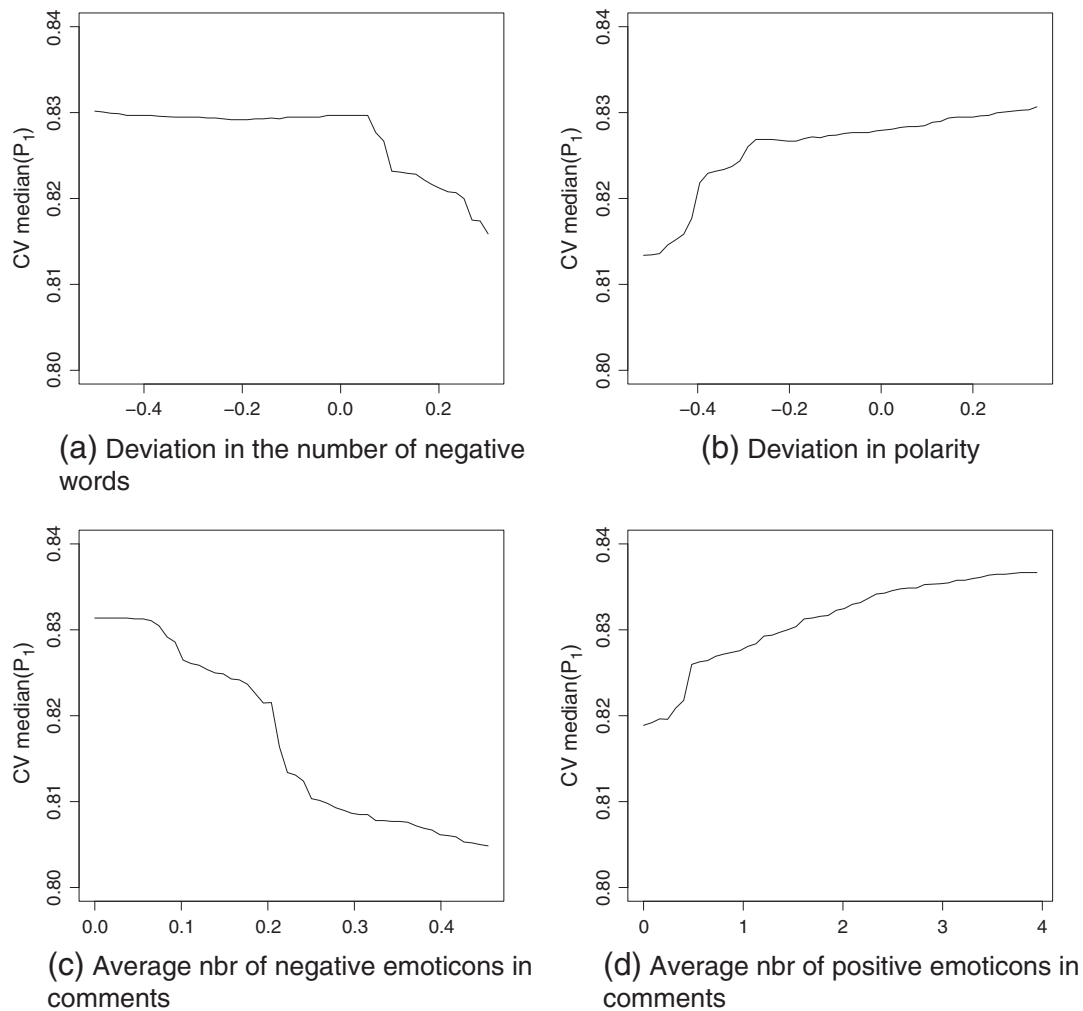 0.84
0.83
0.82
0.81
0.80
CV median(P1)
−0.4 −0.2 0.0 0.2
(a) Deviation in the number of negative
words
0.84
0.83
0.82
0.81
0.80
CV median(P1)
−0.4 −0.2 0.0 0.2
(b) Deviation in polarity
0.84
0.83
0.82
0.81
0.80
CV median(P1)
0.0 0.1 0.2 0.3 0.4
(c) Average nbr of negative emoticons in
comments
0.84
0.83
0.82
0.81
0.80
CV median(P1)
0 1 2 3 4
(d) Average nbr of positive emoticons in
comments